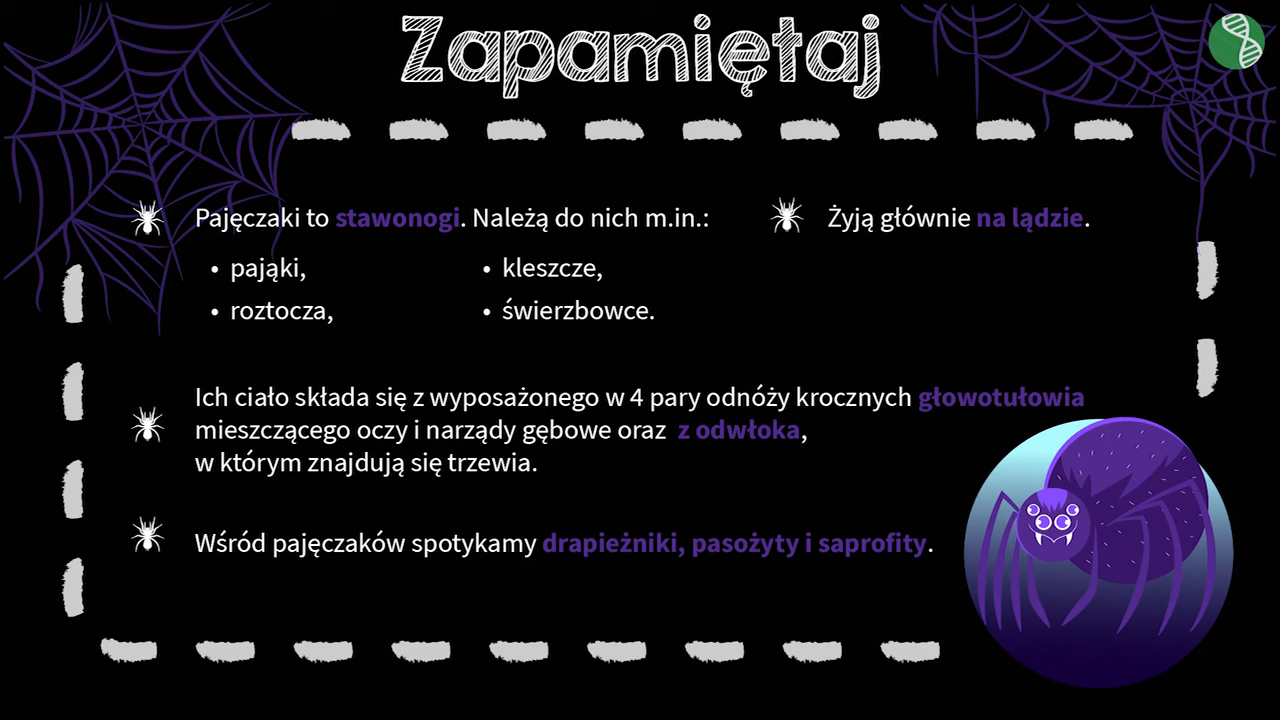 Zapamiętaj
Pajęczaki to stawonogi. Należą do nich m.in.:
• pająki,
• roztocza,
• kleszcze,
• świerzbowce.
Żyją głównie na lądzie.
Ich ciało składa się z wyposażonego w 4 pary odnóży krocznych głowotułowia
mieszczącego oczy i narządy gębowe oraz z odwłoka,
w którym znajdują się trzewia.
Wśród pajęczaków spotykamy drapieżniki, pasożyty i saprofity.